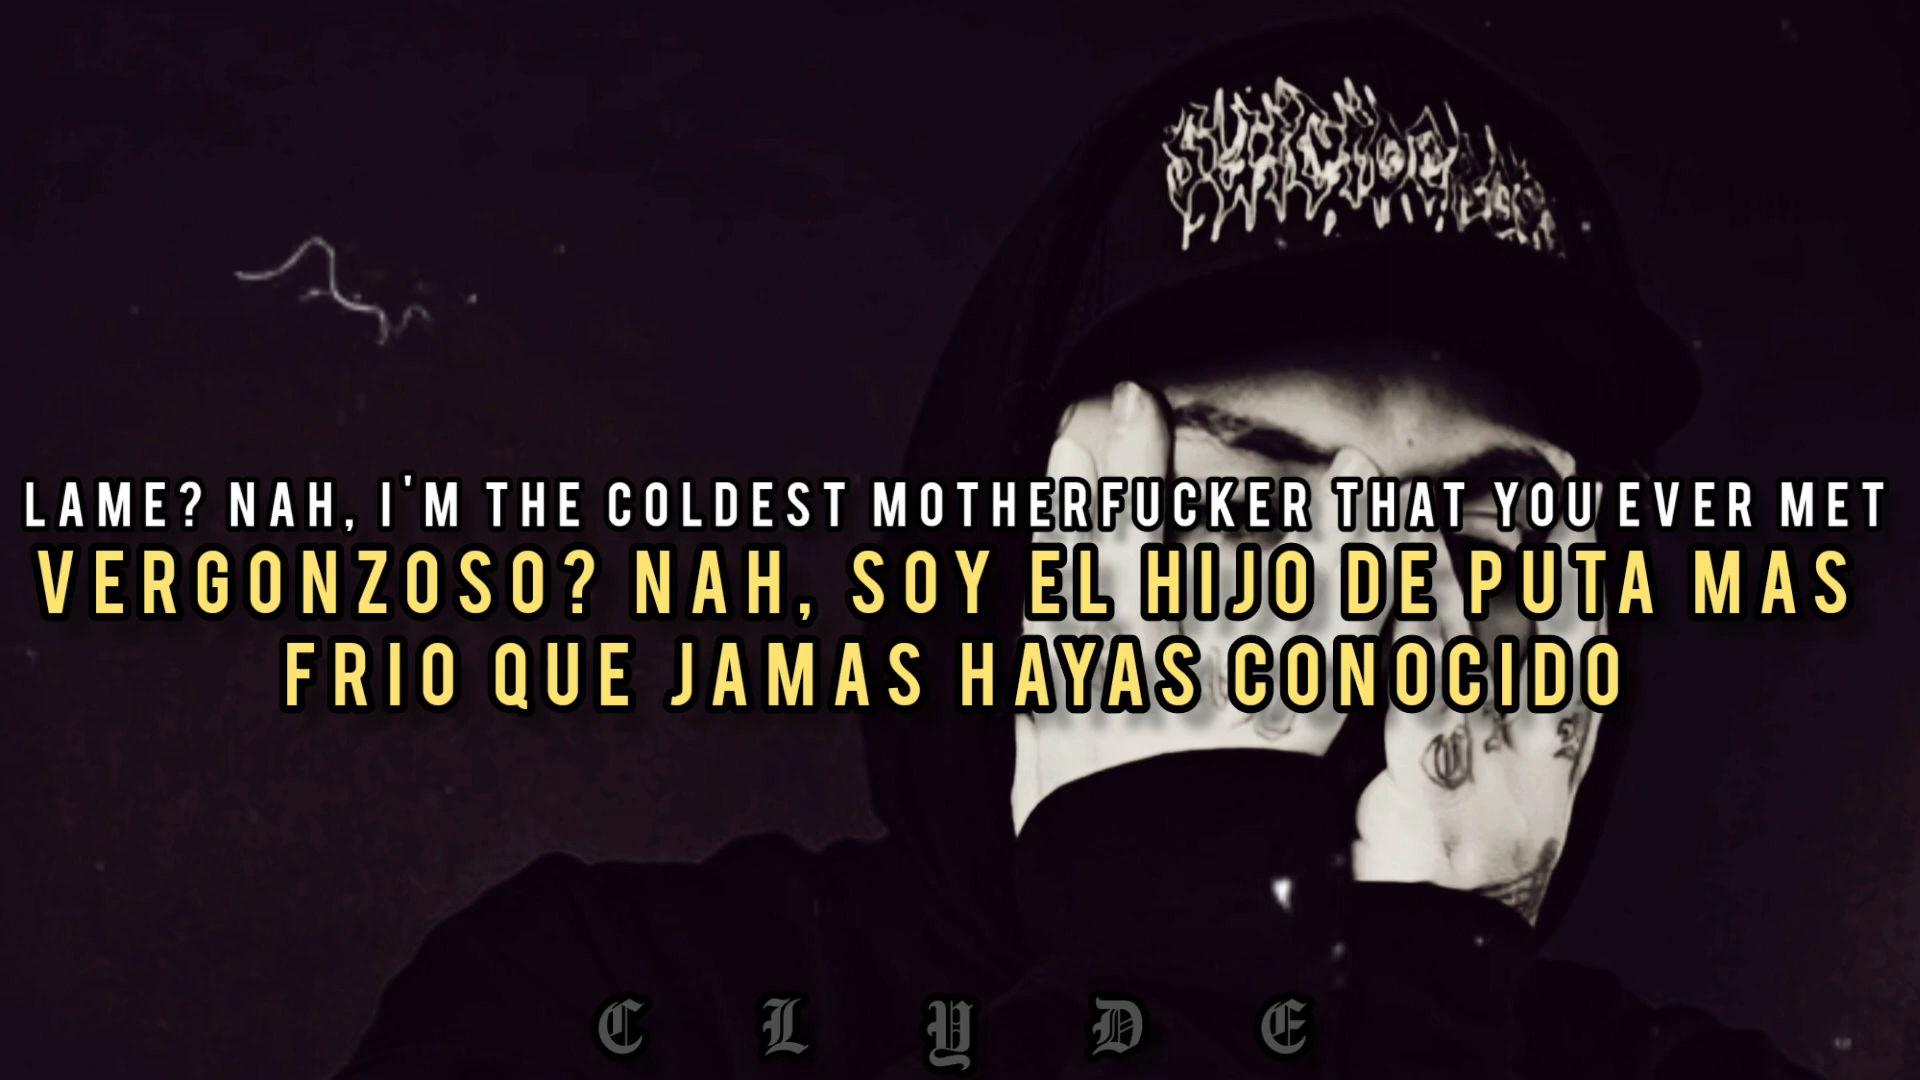 LAME? NAH, I'M THE COLDEST MOTHERFUCKER THAT YOU EVER MET
VERGONZOSO? NAH, SOY EL HIJO DE PUTA MAS
FRIO QUE JAMAS HAYAS CONOCIDO
CLYDE